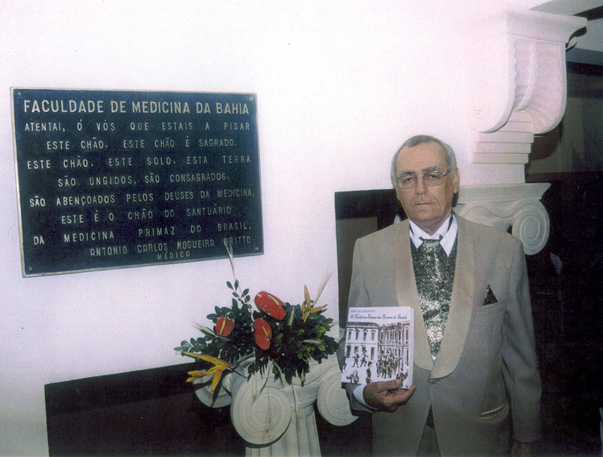 FACULDADE DE MEDICINA DA BAHIA
ATENTAI, Ó VÓS QUE ESTAIS A PISAR
ESTE CHÃO. ESTE CHÃO É SAGRADO.
ESTE CHÃO, ESTE SOLO, ESTA TERRA
SÃO UNGIDOS, SÃO CONSAGRADOS.
SÃO ABENÇOADOS PELOS DEUSES DA MEDICINA.
ESTE É O CHÃO DO SANTUÁRIO
DA MEDICINA PRIMAZ DO BRASIL.
ANTONIO CARLOS NOGUEIRA BRITTO
MÉDICO